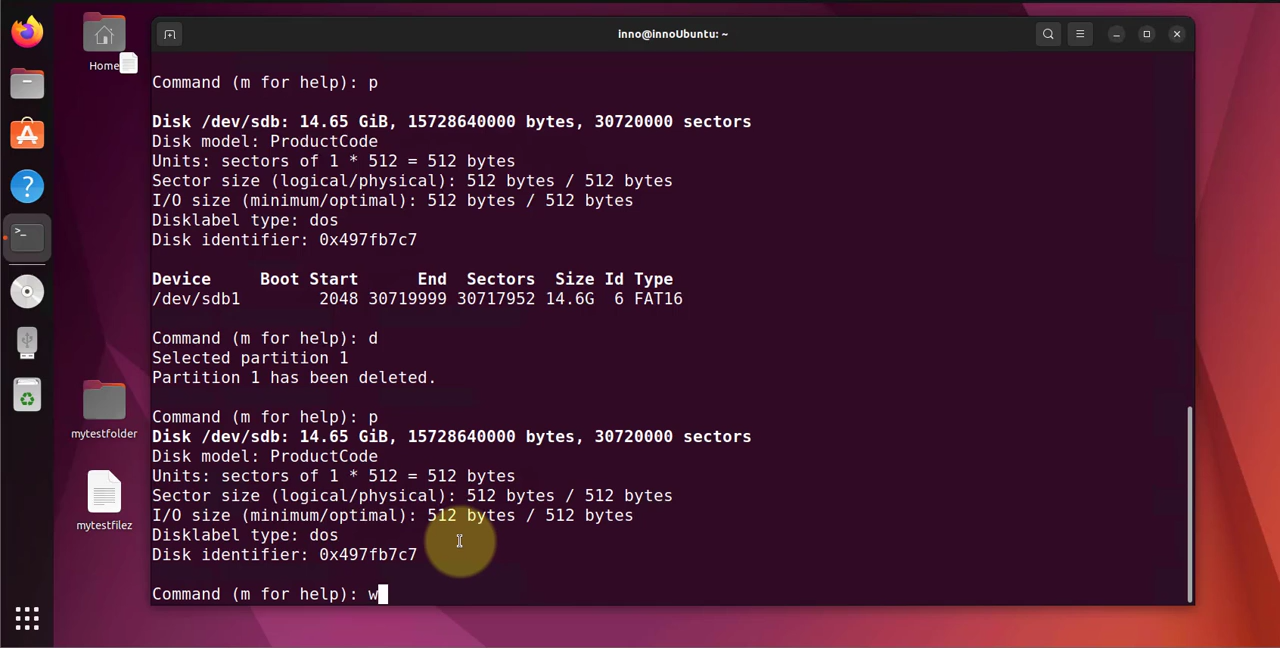 inno@innoUbuntu: ~
Home
Command (m for help): p
Disk /dev/sdb: 14.65 GiB, 15728640000 bytes, 30720000 sectors
Disk model: ProductCode
Units: sectors of 1 * 512 = 512 bytes
Sector size (logical/physical): 512 bytes / 512 bytes
I/O size (minimum/optimal): 512 bytes / 512 bytes
Disklabel type: dos
Disk identifier: 0x497fb7c7
Device     Boot Start      End  Sectors  Size Id Type
/dev/sdb1        2048 30719999 30717952 14.6G  6 FAT16
Command (m for help): d
Selected partition 1
Partition 1 has been deleted.
Command (m for help): p
Disk /dev/sdb: 14.65 GiB, 15728640000 bytes, 30720000 sectors
Disk model: ProductCode
Units: sectors of 1 * 512 = 512 bytes
Sector size (logical/physical): 512 bytes / 512 bytes
I/O size (minimum/optimal): 512 bytes / 512 bytes
Disklabel type: dos
Disk identifier: 0x497fb7c7
Command (m for help): w
mytestfolder
mytestfilez